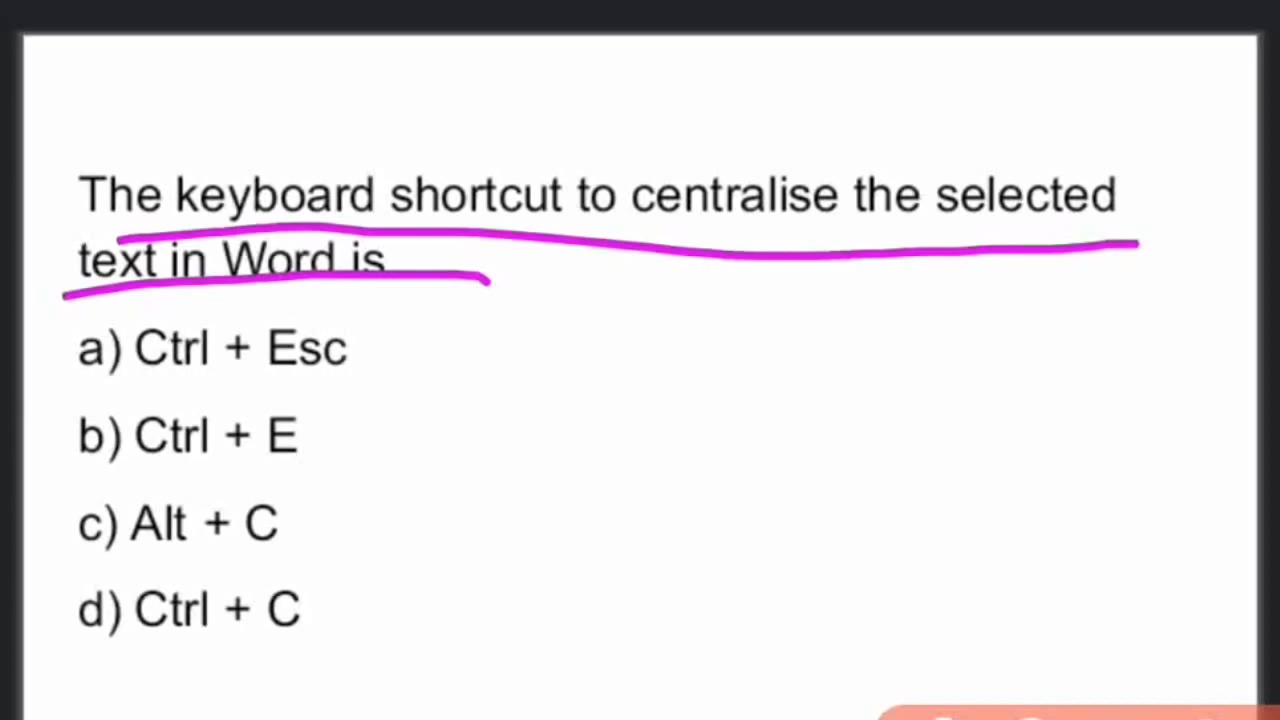 The keyboard shortcut to centralise the selected
text in Word is
a) Ctrl + Esc
b) Ctrl + E
c) Alt + C
d) Ctrl + C